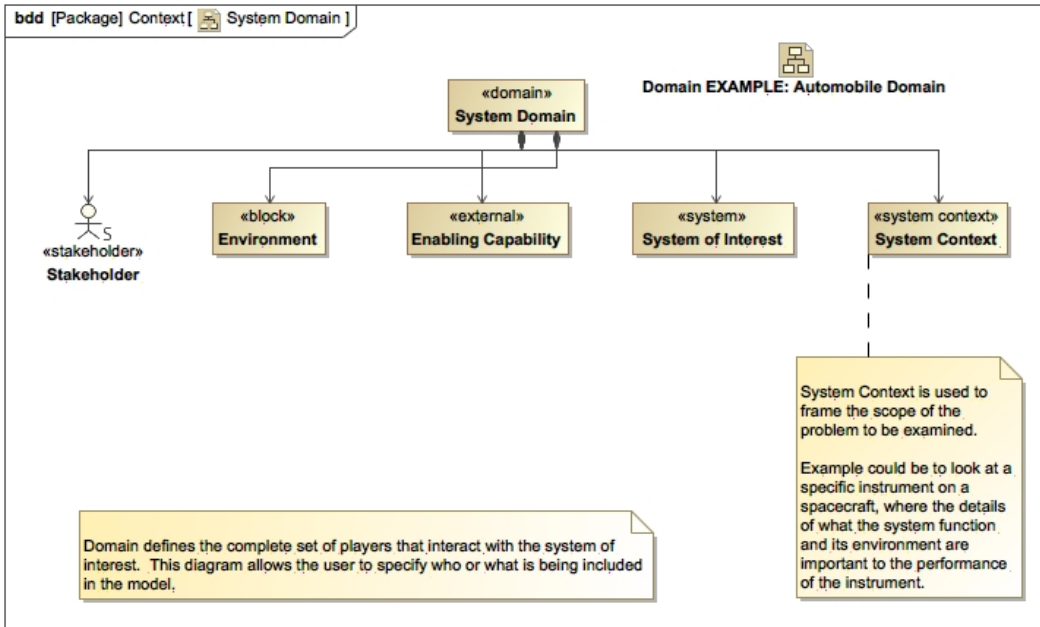 bdd [Package] Context[ System Domain ]
Domain EXAMPLE: Automobile Domain
«domain»
System Domain
S
«stakeholder»
Stakeholder
«block»
Environment
«external»
Enabling Capability
«system»
System of Interest
«system context»
System Context
System Context is used to
frame the scope of the
problem to be examined.
Example could be to look at a
specific instrument on a
spacecraft, where the details
of what the system function
and its environment are
important to the performance
of the instrument.
Domain defines the complete set of players that interact with the system of
interest. This diagram allows the user to specify who or what is being included
in the model.